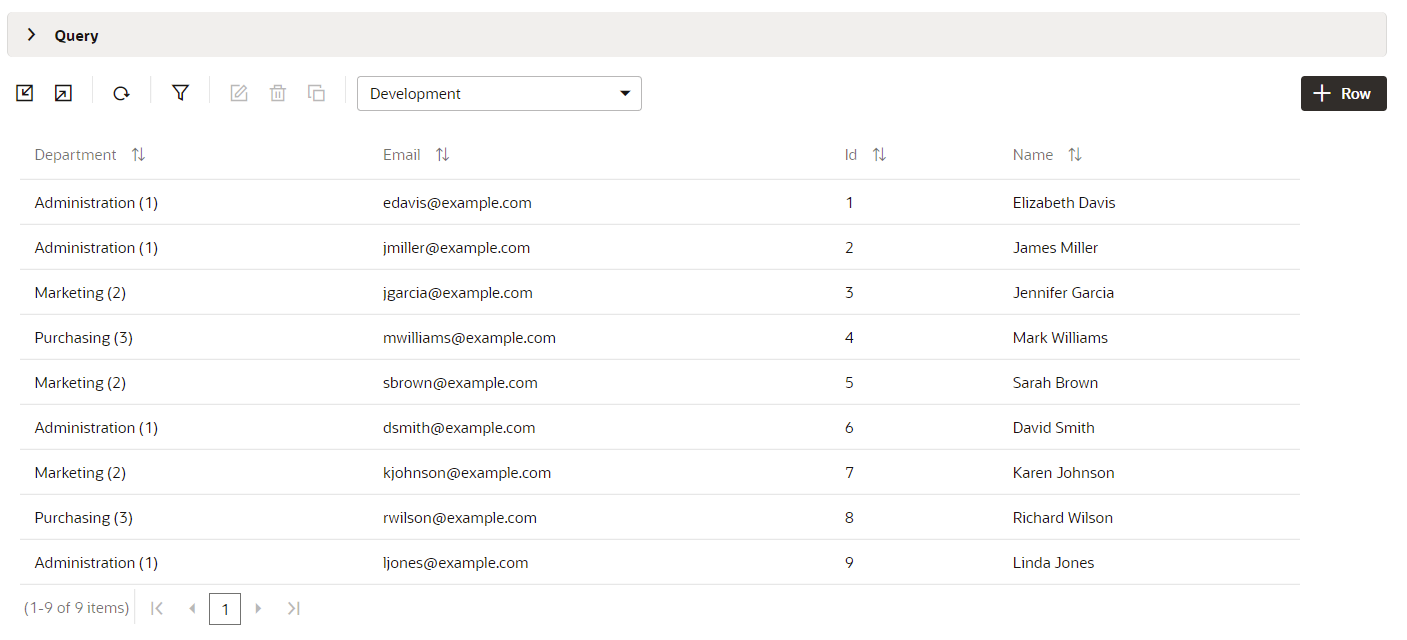 Query
Development
Row
Department Email Id Name
Administration (1) edavis@example.com 1 Elizabeth Davis
Administration (1) jmiller@example.com 2 James Miller
Marketing (2) jgarcia@example.com 3 Jennifer Garcia
Purchasing (3) mwilliams@example.com 4 Mark Williams
Marketing (2) sbrown@example.com 5 Sarah Brown
Administration (1) dsmith@example.com 6 David Smith
Marketing (2) kjohnson@example.com 7 Karen Johnson
Purchasing (3) rwilson@example.com 8 Richard Wilson
Administration (1) ljones@example.com 9 Linda Jones
(1-9 of 9 items) 1